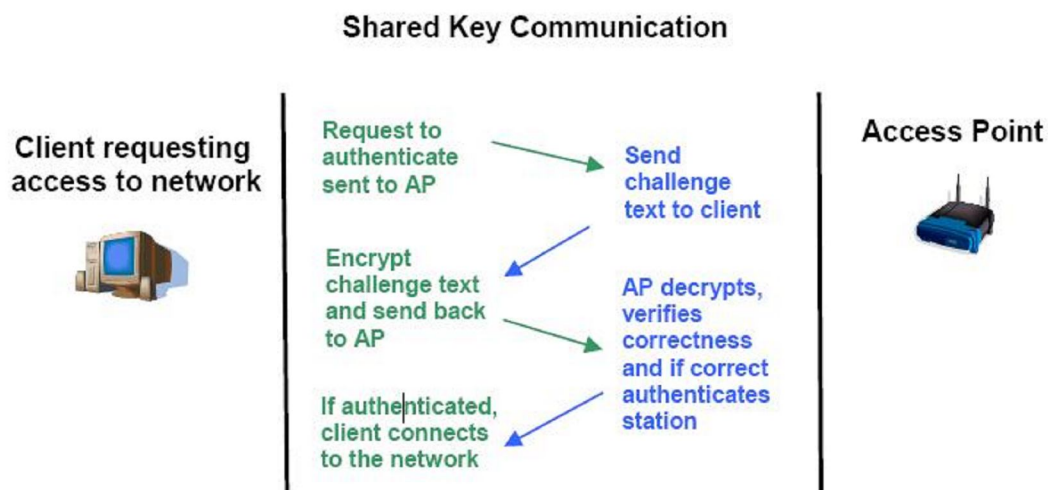 Shared Key Communication
Client requesting
access to network
Request to
authenticate
sent to AP
Send
challenge
text to client
Encrypt
challenge text
and send back
to AP
AP decrypts,
verifies
correctness
and if correct
authenticates
station
If authenticated,
client connects
to the network
Access Point